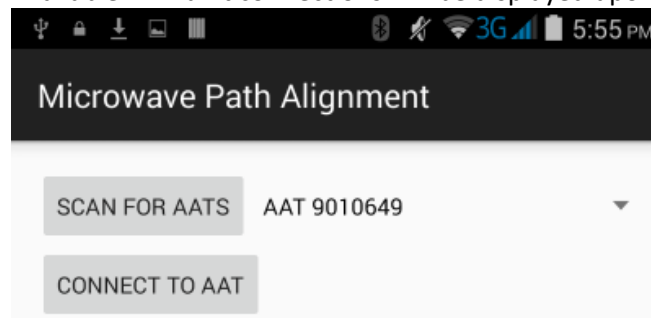 3G 5:55 PM
Microwave Path Alignment
SCAN FOR AATS AAT 9010649
CONNECT TO AAT